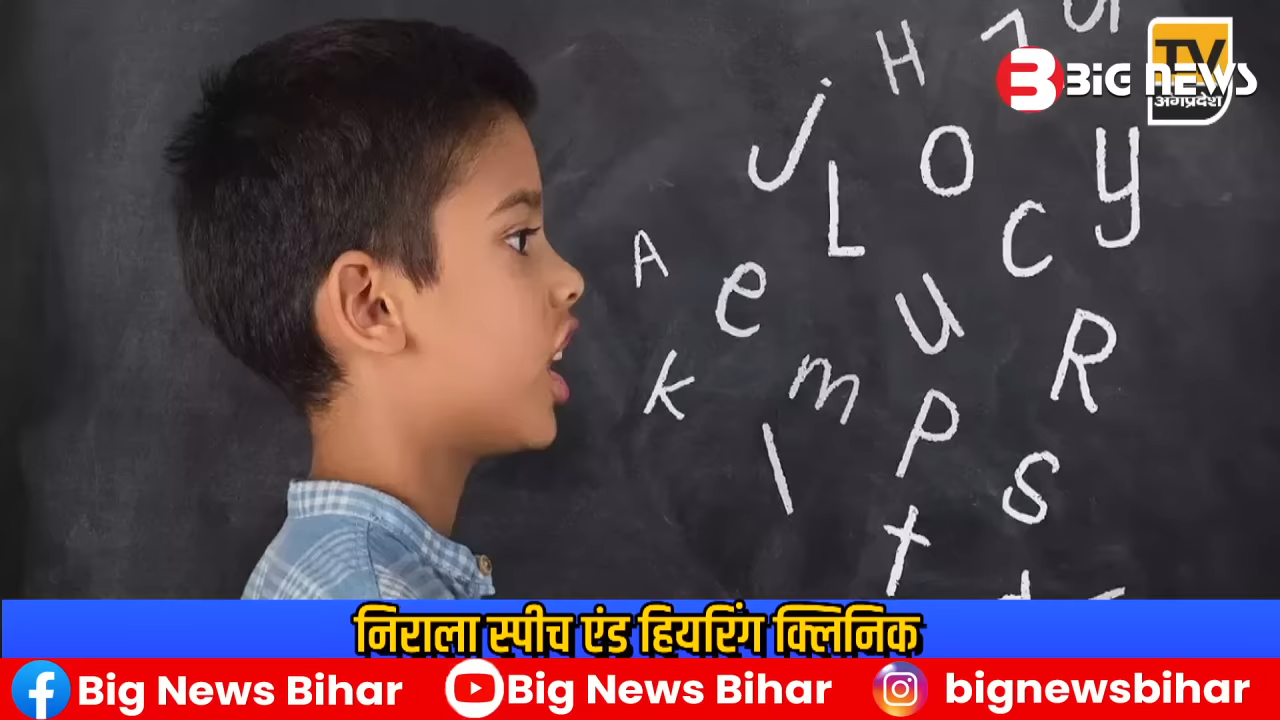 H
TV
BIG NEWS
अंगप्रदेश
J
L
O
C
y
A
e
u
R
K
m
P
l
S
t
निराला स्पीच एंड हियरिंग क्लिनिक
Big News Bihar
Big News Bihar
bignewsbihar